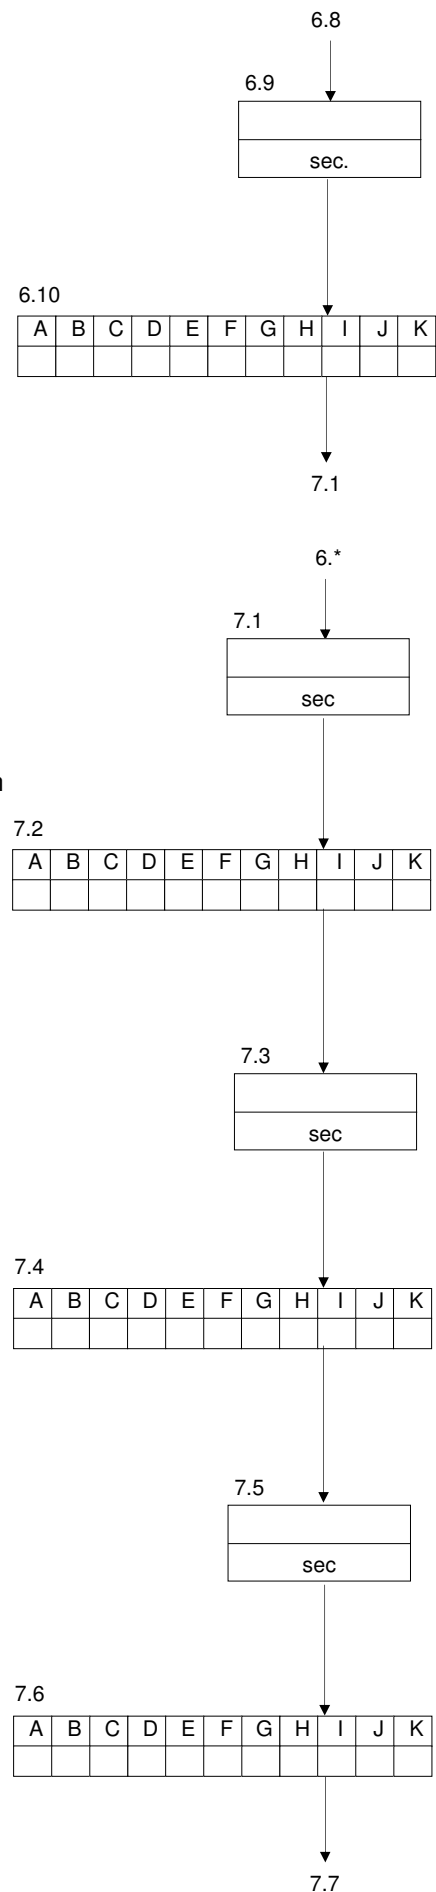 6.8
6.9
sec.
6.10
A B C D E F G H I J K
7.1
6.*
7.1
sec
7.2
A B C D E F G H I J K
7.3
sec
7.4
A B C D E F G H I J K
7.5
sec
7.6
A B C D E F G H I J K
7.7